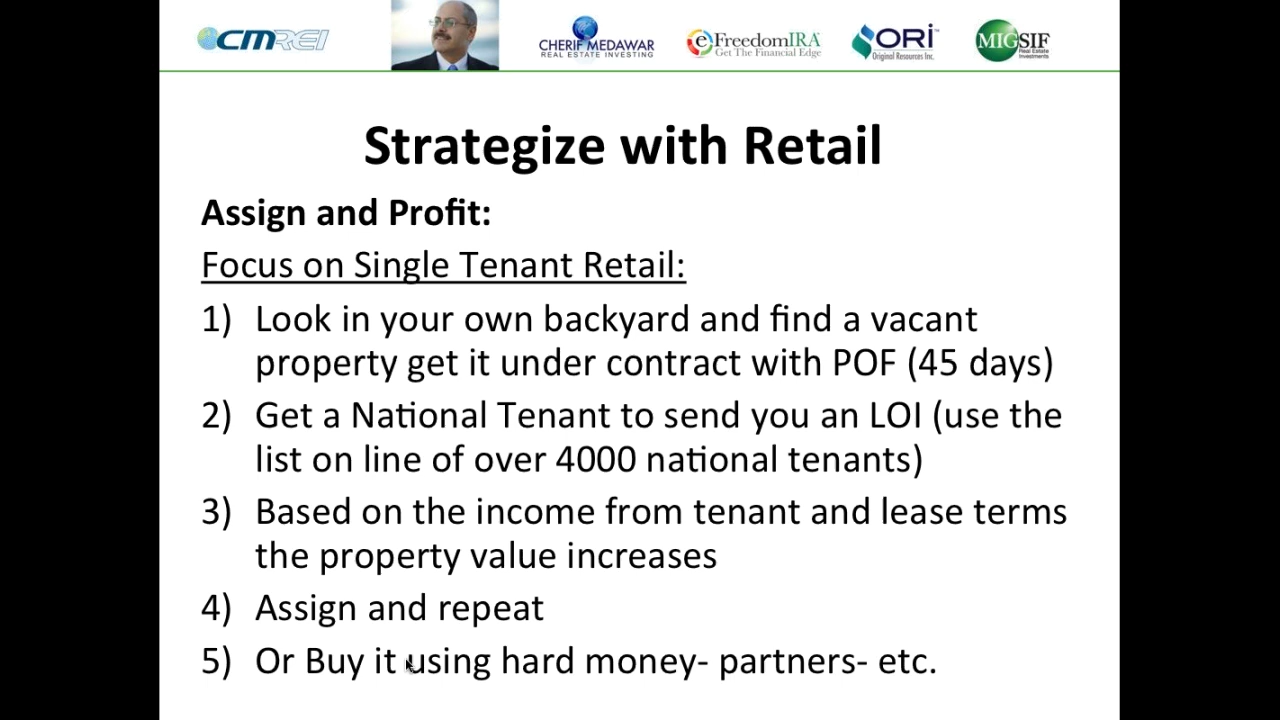 CMREI
CHERIF MEDAWAR
REAL ESTATE INVESTING
eFreedomIRA
Get The Financial Edge
ORI™
Original Resources Inc.
MIGSIF
Real Estate
Investments
Strategize with Retail
Assign and Profit:
Focus on Single Tenant Retail:
1) Look in your own backyard and find a vacant
property get it under contract with POF (45 days)
2) Get a National Tenant to send you an LOI (use the
list on line of over 4000 national tenants)
3) Based on the income from tenant and lease terms
the property value increases
4) Assign and repeat
5) Or Buy it using hard money- partners- etc.